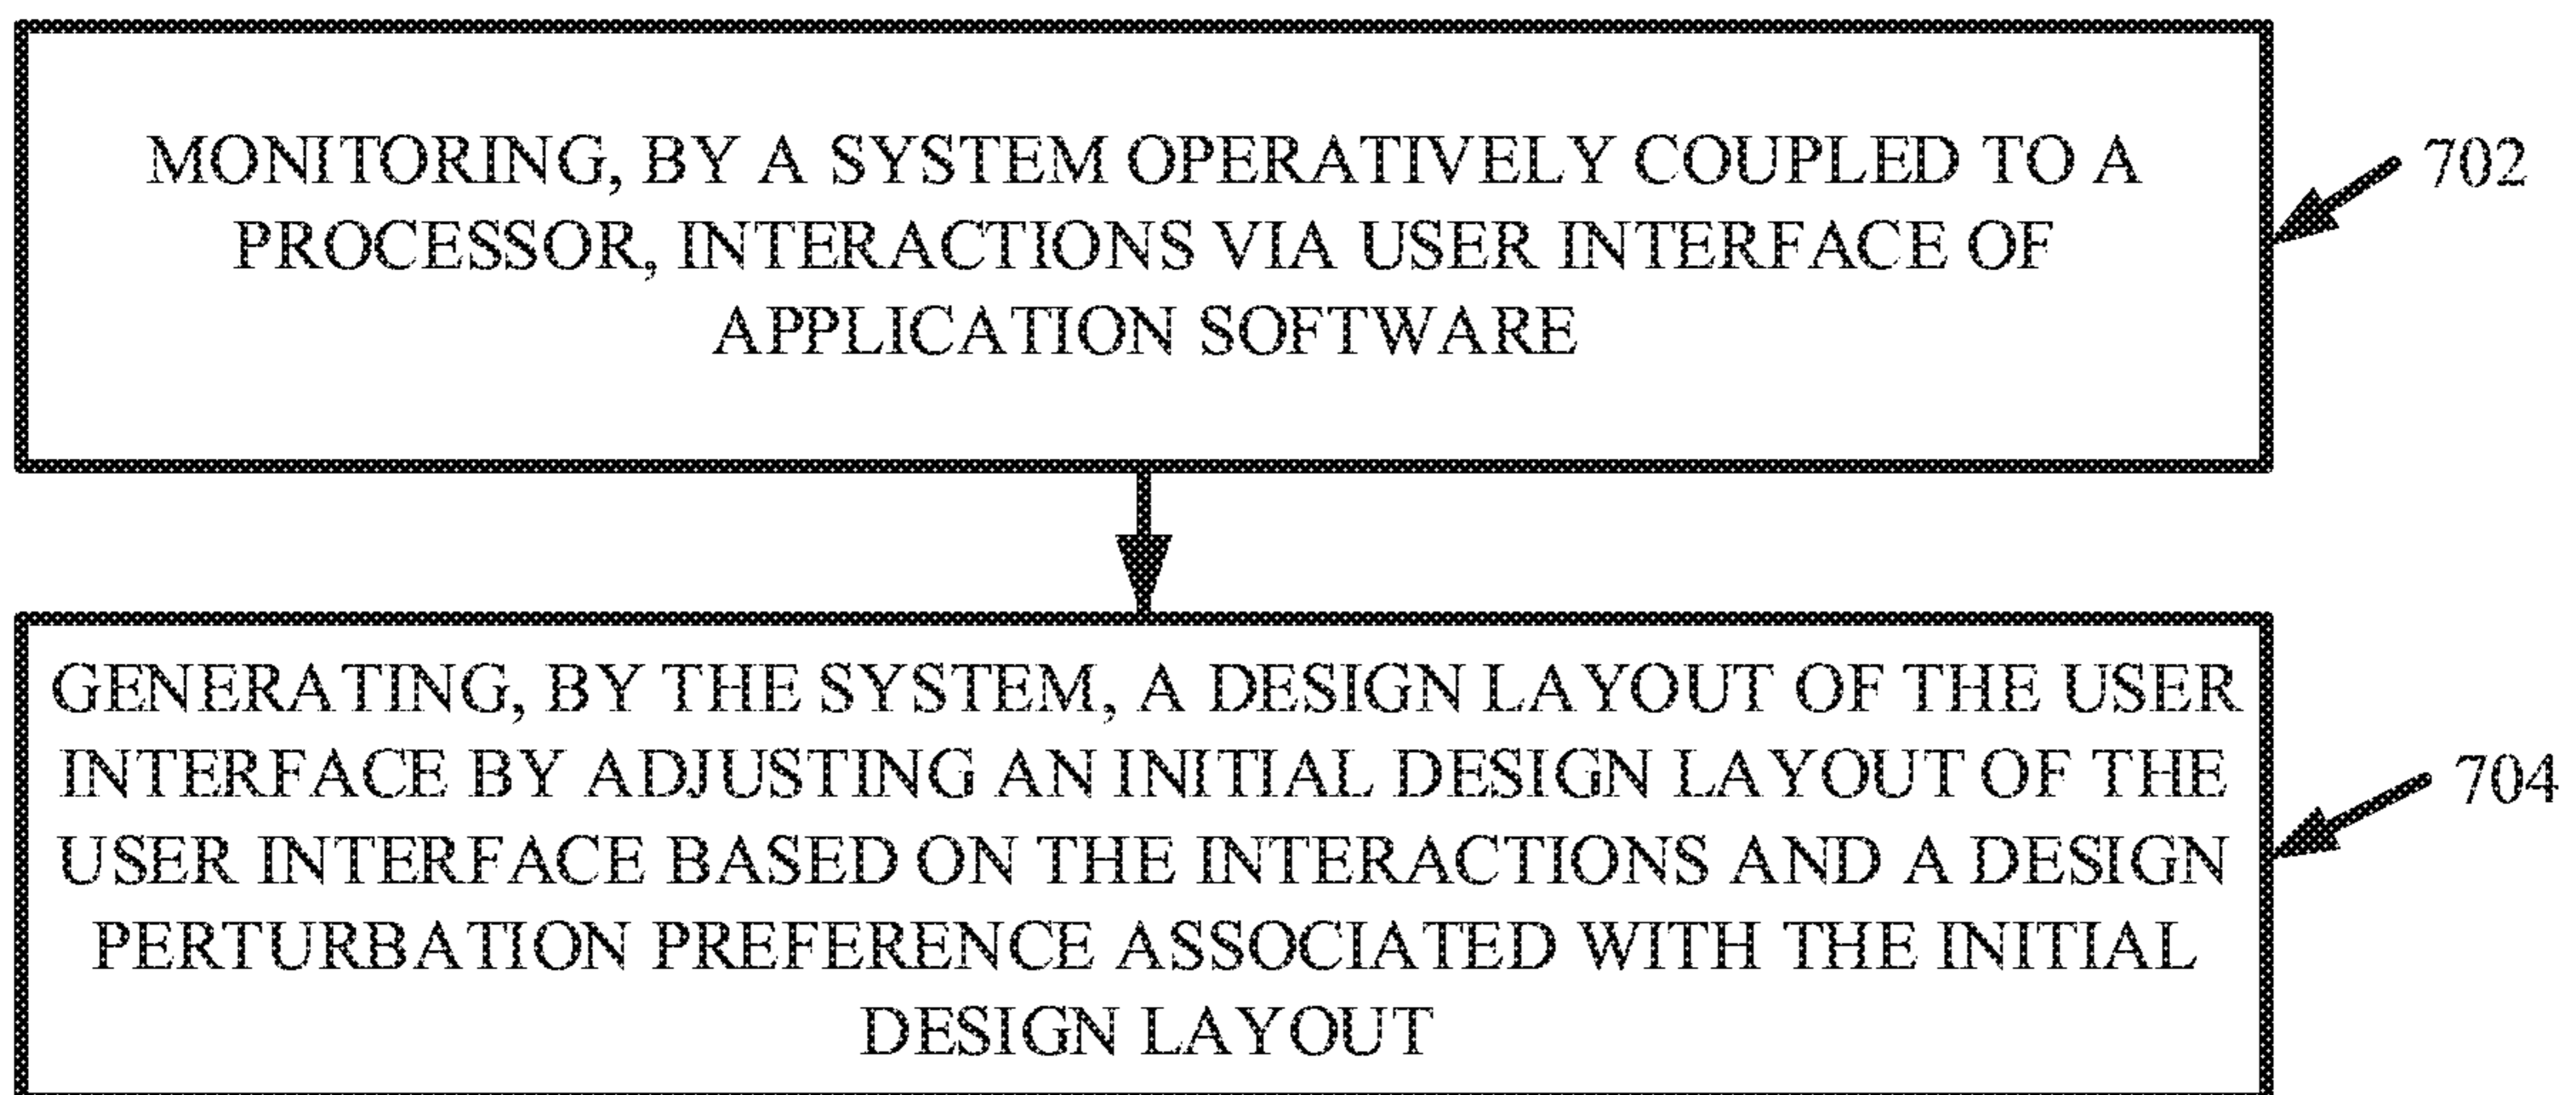 MONITORING, BY A SYSTEM OPERATIVELY COUPLED TO A
PROCESSOR, INTERACTIONS VIA USER INTERFACE OF
APPLICATION SOFTWARE
702
GENERATING, BY THE SYSTEM, A DESIGN LAYOUT OF THE USER
INTERFACE BY ADJUSTING AN INITIAL DESIGN LAYOUT OF THE
USER INTERFACE BASED ON THE INTERACTIONS AND A DESIGN
PERTURBATION PREFERENCE ASSOCIATED WITH THE INITIAL
DESIGN LAYOUT
704